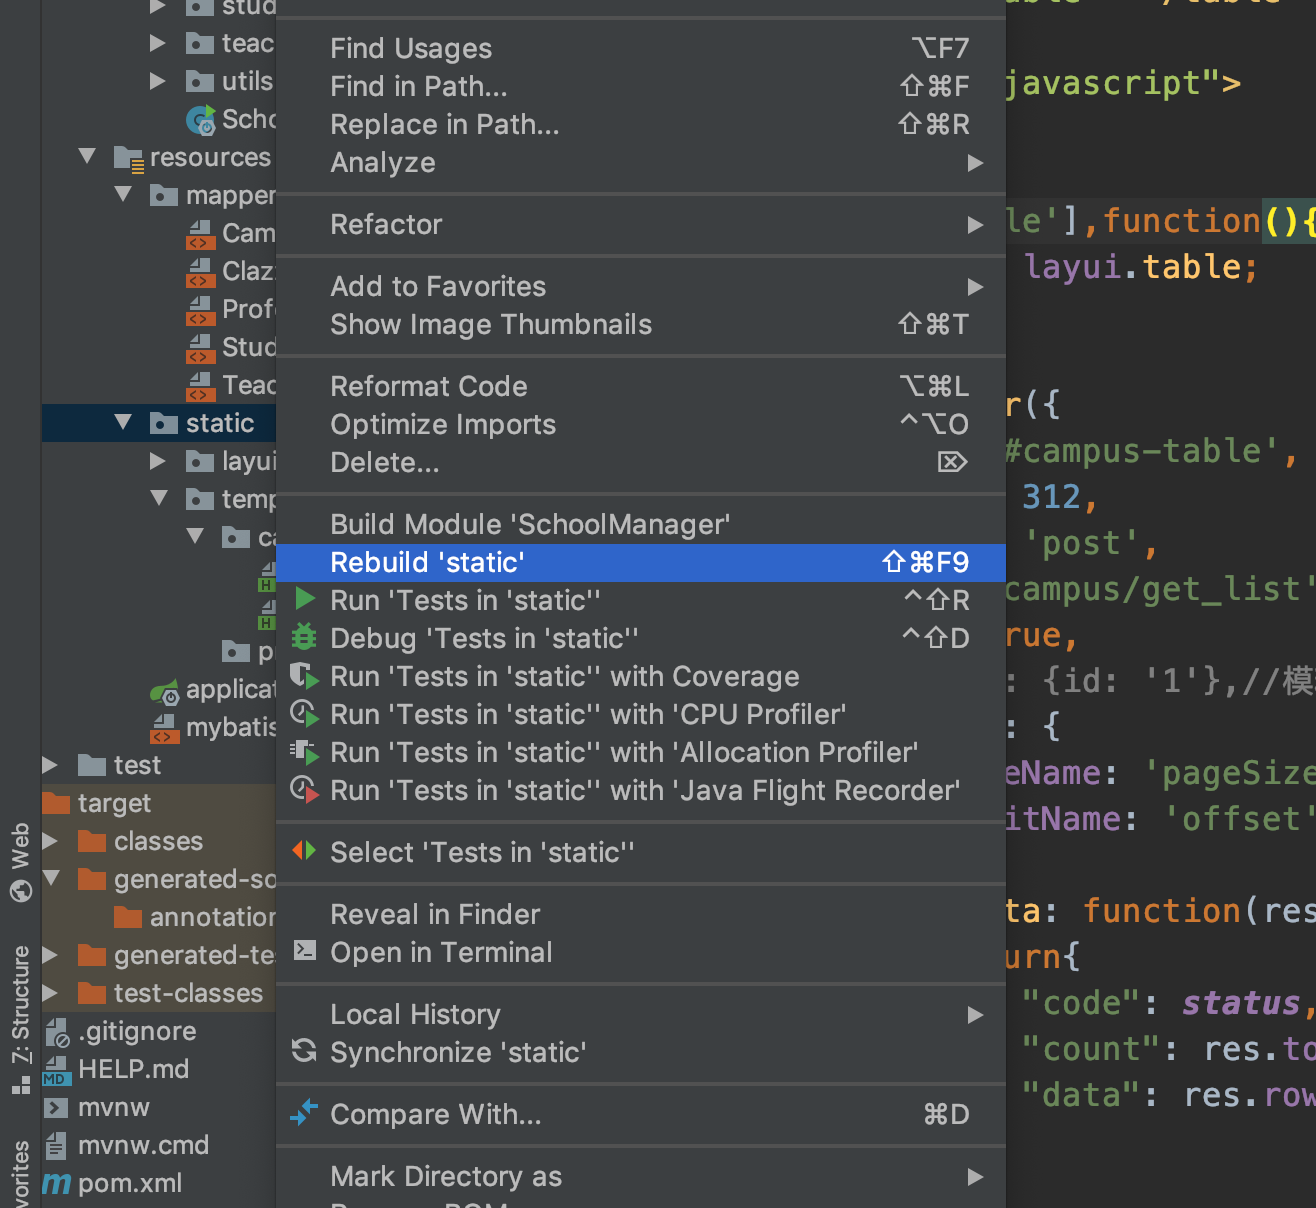 Find Usages ⌥F7
Find in Path... ⇧⌘F
Replace in Path... ⇧⌘R
Analyze
Refactor
Add to Favorites
Show Image Thumbnails ⇧⌘T
Reformat Code ⌥⌘L
Optimize Imports ^⌥O
Delete... ⌦
Build Module 'SchoolManager'
Rebuild 'static' ⇧⌘F9
Run 'Tests in 'static'' ^⇧R
Debug 'Tests in 'static'' ^⇧D
Run 'Tests in 'static'' with Coverage
Run 'Tests in 'static'' with 'CPU Profiler'
Run 'Tests in 'static'' with 'Allocation Profiler'
Run 'Tests in 'static'' with 'Java Flight Recorder'
Select 'Tests in 'static''
Reveal in Finder
Open in Terminal
Local History
Synchronize 'static'
Compare With... ⌘D
Mark Directory as
stud
teac
utils
Scho
resources
mapper
Cam
Claz
Prof
Stud
Teac
static
layui
temp
ca
p
applicat
mybatis
test
target
classes
generated-so
annotation
generated-te
test-classes
.gitignore
HELP.md
mvnw
mvnw.cmd
pom.xml
Web
Z: Structure
vorites
javascript">
le'],function(){
layui.table;
r({
#campus-table',
312,
'post',
campus/get_list'
rue,
: {id: '1'},//模
: {
eName: 'pageSize
itName: 'offset'
ta: function(res
urn{
"code": status,
"count": res.to
"data": res.row